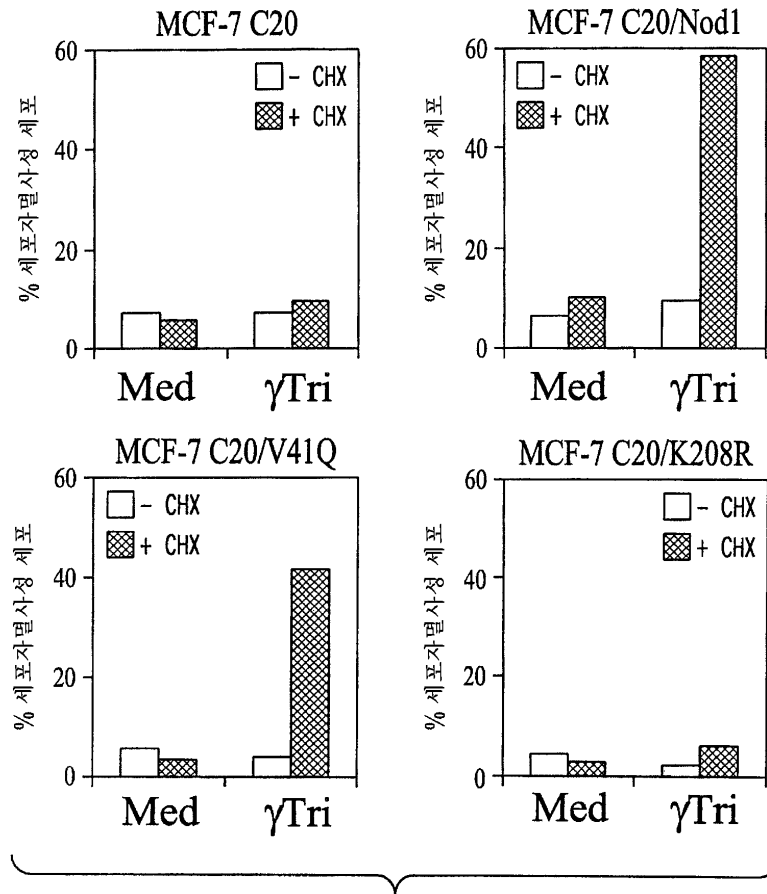 MCF-7 C20
% 세포자멸사성 세포
60
40
20
0
- CHX
+ CHX
Med γTri
MCF-7 C20/Nod1
% 세포자멸사성 세포
60
40
20
0
- CHX
+ CHX
Med γTri
MCF-7 C20/V41Q
% 세포자멸사성 세포
60
40
20
0
- CHX
+ CHX
Med γTri
MCF-7 C20/K208R
% 세포자멸사성 세포
60
40
20
0
- CHX
+ CHX
Med γTri